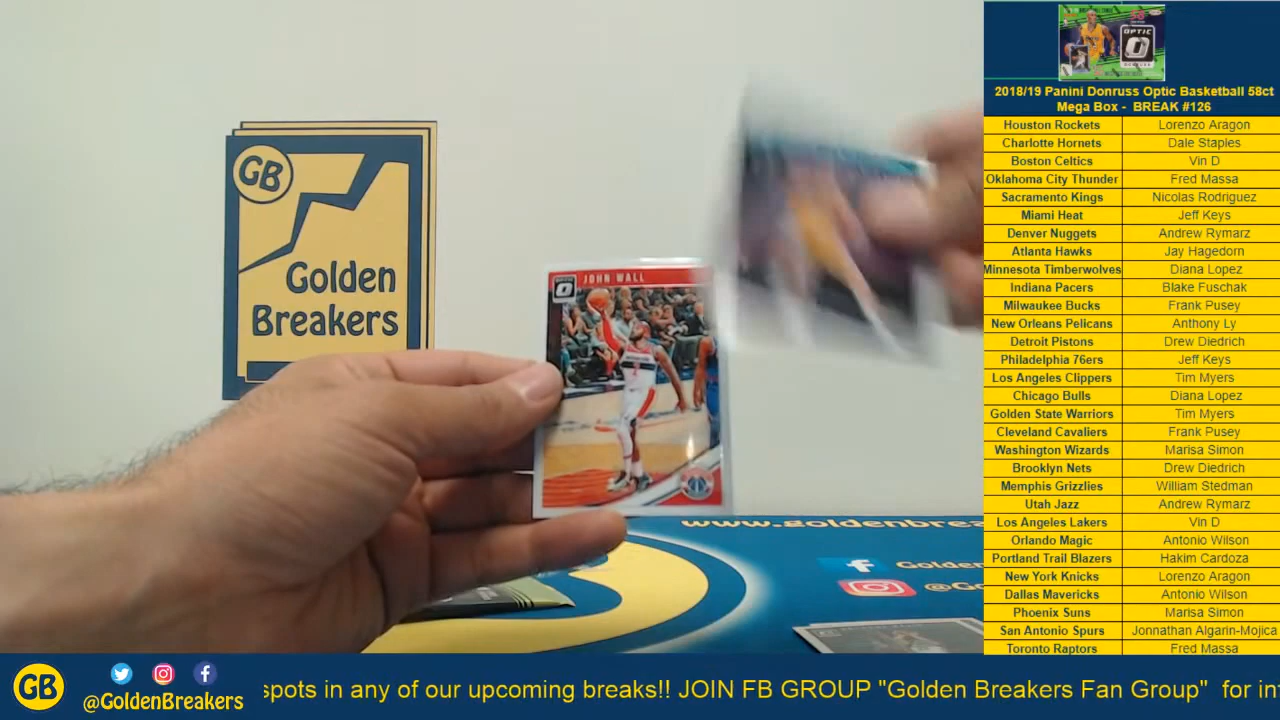 OPTIC
2018/19 Panini Donruss Optic Basketball 58ct
Mega Box - BREAK #126
Houston Rockets Lorenzo Aragon
Charlotte Hornets Dale Staples
Boston Celtics Vin D
Oklahoma City Thunder Fred Massa
Sacramento Kings Nicolas Rodriguez
Miami Heat Jeff Keys
Denver Nuggets Andrew Rymarz
Atlanta Hawks Jay Hagedorn
Minnesota Timberwolves Diana Lopez
Indiana Pacers Blake Fuschak
Milwaukee Bucks Frank Pusey
New Orleans Pelicans Anthony Ly
Detroit Pistons Drew Diedrich
Philadelphia 76ers Jeff Keys
Los Angeles Clippers Tim Myers
Chicago Bulls Diana Lopez
Golden State Warriors Tim Myers
Cleveland Cavaliers Frank Pusey
Washington Wizards Marisa Simon
Brooklyn Nets Drew Diedrich
Memphis Grizzlies William Stedman
Utah Jazz Andrew Rymarz
Los Angeles Lakers Vin D
Orlando Magic Antonio Wilson
Portland Trail Blazers Hakim Cardoza
New York Knicks Lorenzo Aragon
Dallas Mavericks Antonio Wilson
Phoenix Suns Marisa Simon
San Antonio Spurs Jonnathan Algarin-Mojica
Toronto Raptors Fred Massa
GB
Golden
Breakers
JOHN WALL
www.goldenbrea
Golden
@Go
GB
@GoldenBreakers
spots in any of our upcoming breaks!! JOIN FB GROUP "Golden Breakers Fan Group" for in